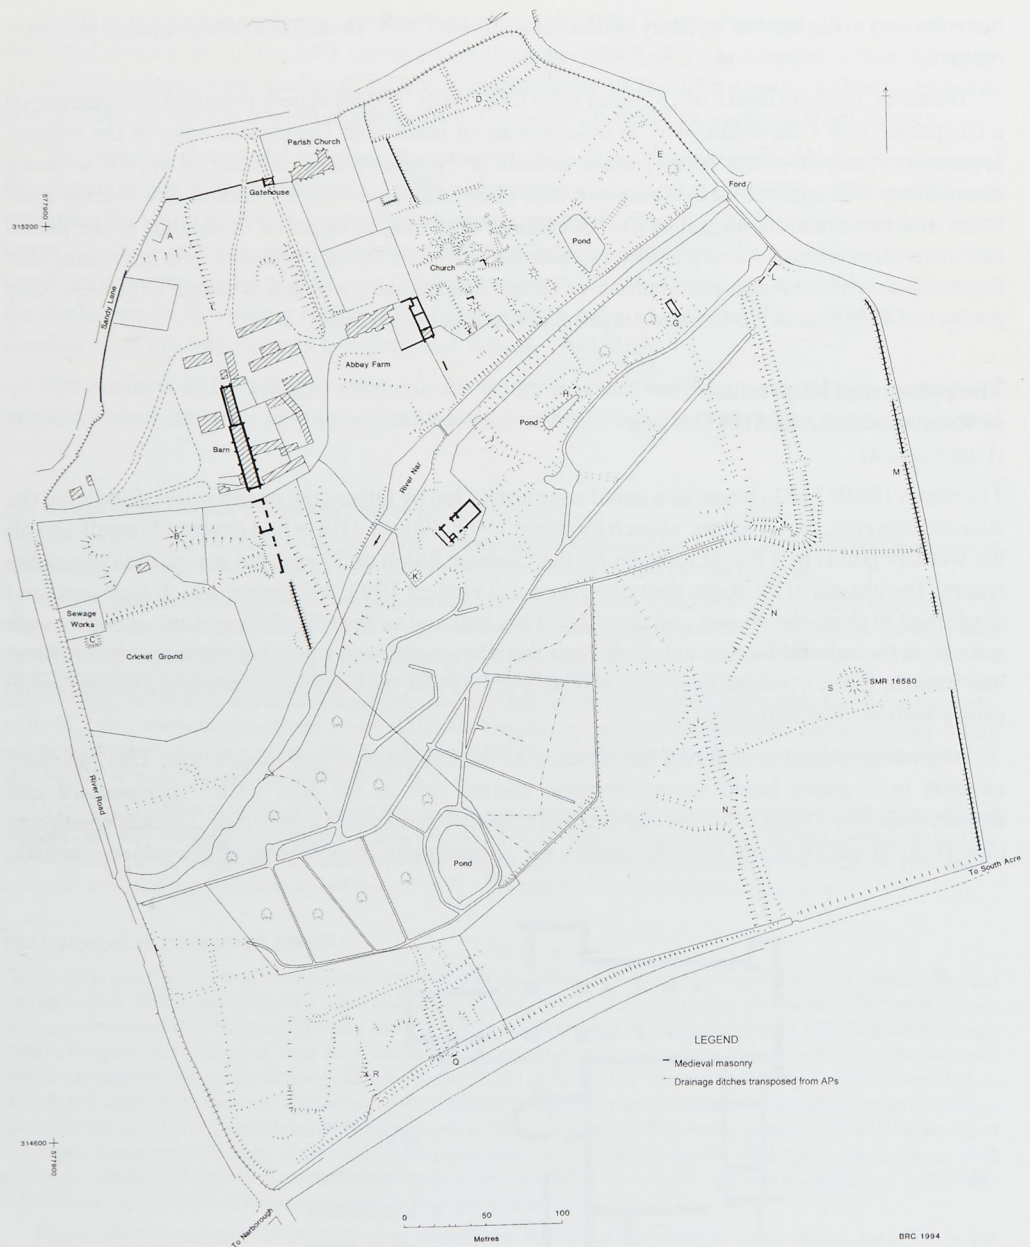 D
Parish Church
E
Gatehouse
Ford
577900
315200
A
Pond
Church
L
Sandy Lane
G
Abbey Farm
H
Pond
J
Barn
River Nar
M
B
K
Sewage
Works
C
N
Cricket Ground
S
SMR 16580
River Road
N
Pond
To South Acre
LEGEND
Medieval masonry
Drainage ditches transposed from APs
Q
R
314600
577900
To Narborough
0 50 100
Metres
BRC 1994